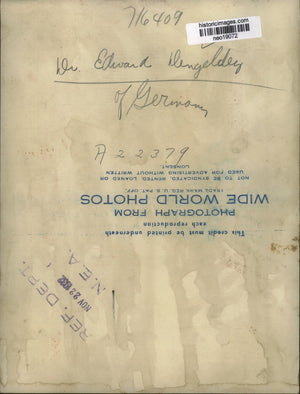 716409
historicimages.com
neo19072
Dr. Edward Dengeldey
of Germany
A 22379
This credit must be printed underneath
each reproduction
PHOTOGRAPH FROM
WIDE WORLD PHOTOS
(TRADE MARK REG. U. S. PAT. OFF.)
NOT TO BE SYNDICATED, RENTED, LOANED OR
USED FOR ADVERTISING WITHOUT WRITTEN
CONSENT.
REF. DEPT.
NOV 22
N E A